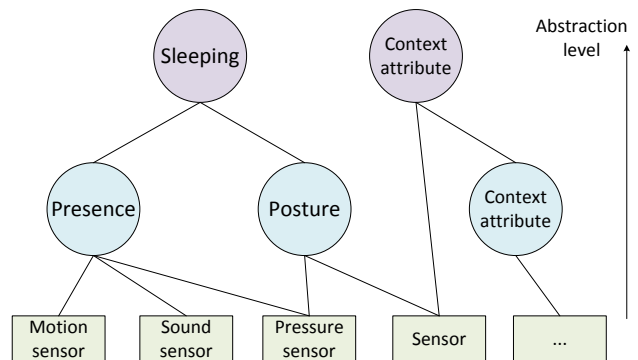 Sleeping
Context
attribute
Abstraction
level
Presence
Posture
Context
attribute
Motion
sensor
Sound
sensor
Pressure
sensor
Sensor
...